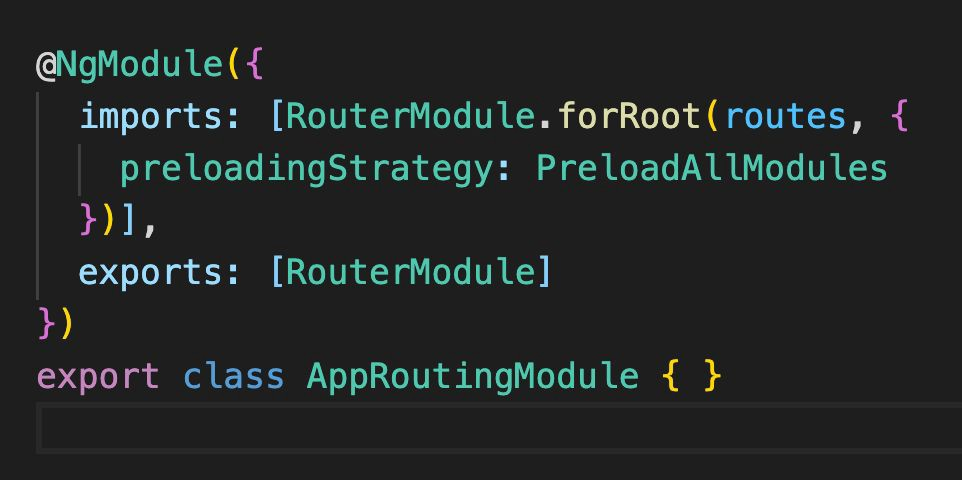 @NgModule({
  imports: [RouterModule.forRoot(routes, {
    preloadingStrategy: PreloadAllModules
  })],
  exports: [RouterModule]
})
export class AppRoutingModule { }